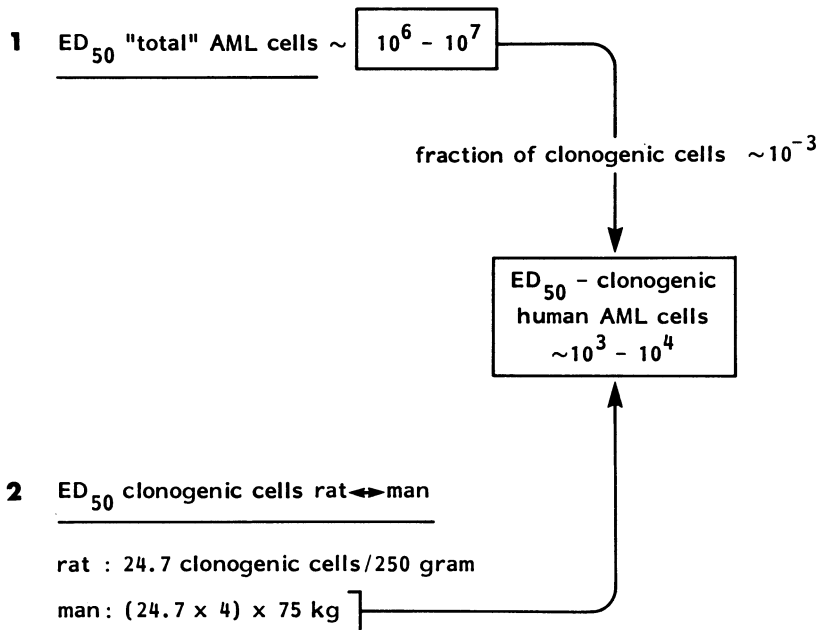 1 ED50 "total" AML cells ~ 10^6 - 10^7
fraction of clonogenic cells ~10^-3
ED50 - clonogenic
human AML cells
~10^3 - 10^4
2 ED50 clonogenic cells rat↔man
rat : 24.7 clonogenic cells/250 gram
man: (24.7 x 4) x 75 kg